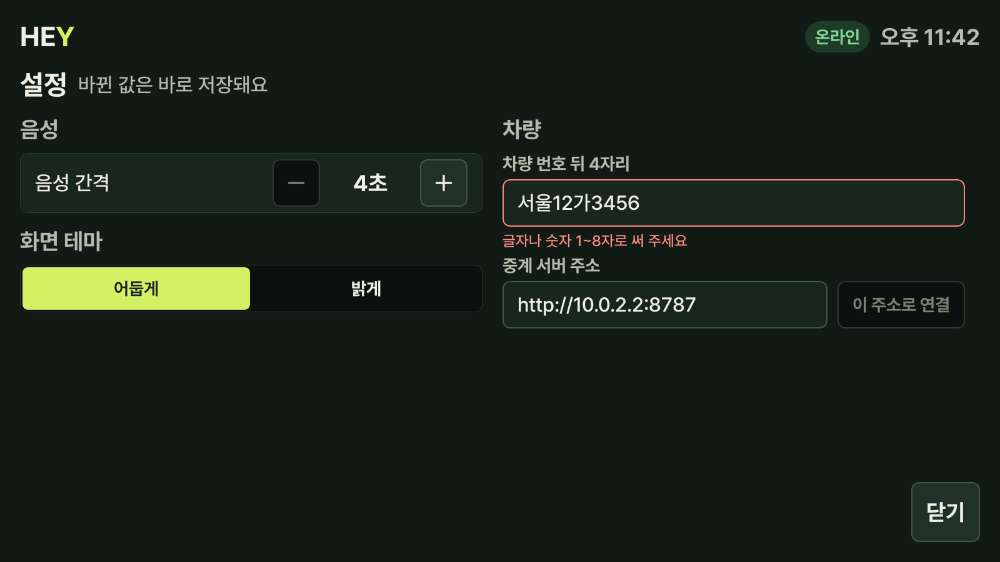 HEY
온라인 오후 11:42
설정 바뀐 값은 바로 저장돼요
음성
음성 간격 − 4초 +
화면 테마
어둡게 밝게
차량
차량 번호 뒤 4자리
서울12가3456
글자나 숫자 1~8자로 써 주세요
중계 서버 주소
http://10.0.2.2:8787 이 주소로 연결
닫기